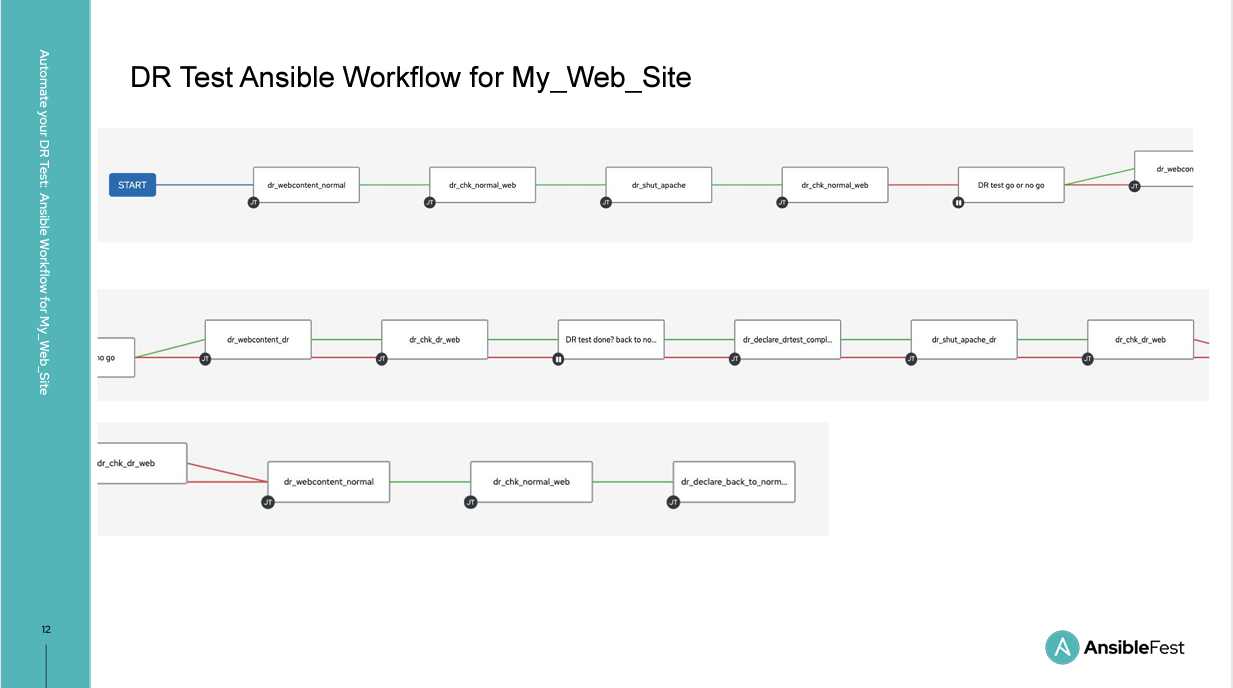 Automate your DR Test: Ansible Workflow for My_Web_Site
DR Test Ansible Workflow for My_Web_Site
START
dr_webcontent_normal
dr_chk_normal_web
dr_shut_apache
dr_chk_normal_web
DR test go or no go
dr_webcon
JT
JT
JT
JT
JT
no go
dr_webcontent_dr
dr_chk_dr_web
DR test done? back to no...
dr_declare_drtest_compl...
dr_shut_apache_dr
dr_chk_dr_web
JT
JT
JT
JT
JT
dr_chk_dr_web
dr_webcontent_normal
dr_chk_normal_web
dr_declare_back_to_norm...
JT
JT
JT
12
AnsibleFest